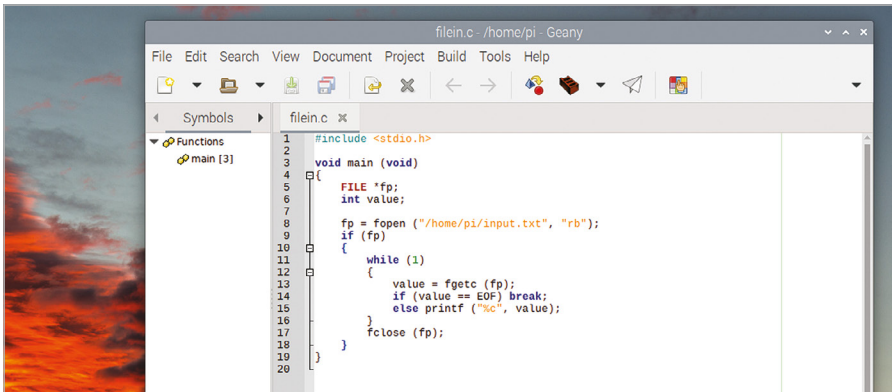 filein.c - /home/pi - Geany
File Edit Search View Document Project Build Tools Help
Symbols
filein.c
Functions
main [3]
1 #include <stdio.h>
2
3 void main (void)
4 {
5 FILE *fp;
6 int value;
7
8 fp = fopen ("/home/pi/input.txt", "rb");
9 if (fp)
10 {
11 while (1)
12 {
13 value = fgetc (fp);
14 if (value == EOF) break;
15 else printf ("%c", value);
16 }
17 fclose (fp);
18 }
19 }
20